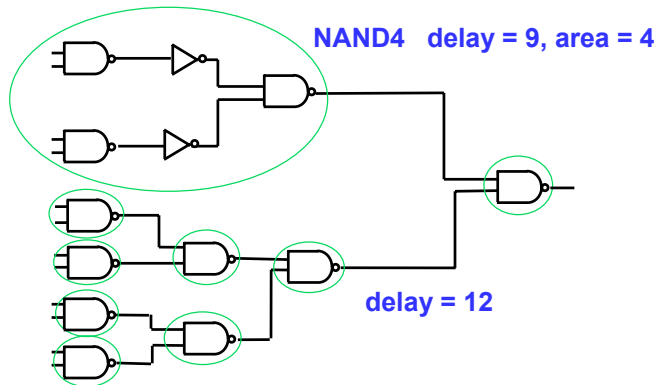 NAND4 delay = 9, area = 4
delay = 12